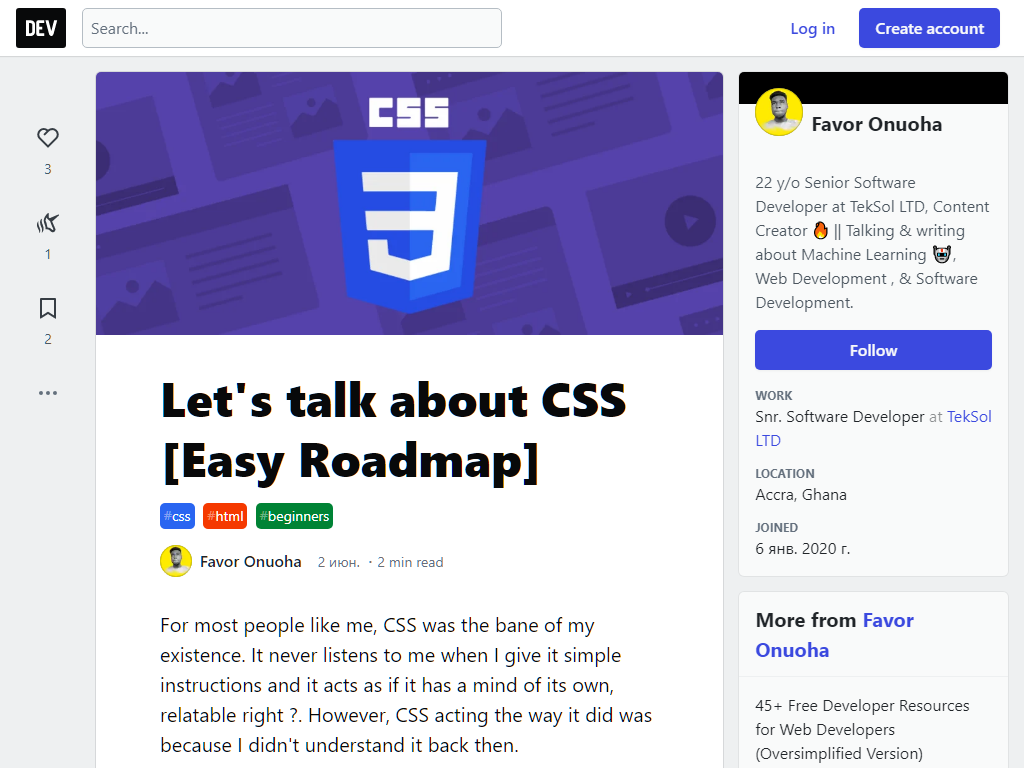 DEV
Search...
Log in
Create account
CSS
3
1
2
Let's talk about CSS
[Easy Roadmap]
#css #html #beginners
Favor Onuoha 2 июн. ・2 min read
For most people like me, CSS was the bane of my
existence. It never listens to me when I give it simple
instructions and it acts as if it has a mind of its own,
relatable right ?. However, CSS acting the way it did was
because I didn't understand it back then.
Favor Onuoha
22 y/o Senior Software
Developer at TekSol LTD, Content
Creator 🔥 || Talking & writing
about Machine Learning 🤖,
Web Development , & Software
Development.
Follow
WORK
Snr. Software Developer at TekSol
LTD
LOCATION
Accra, Ghana
JOINED
6 янв. 2020 г.
More from Favor
Onuoha
45+ Free Developer Resources
for Web Developers
(Oversimplified Version)